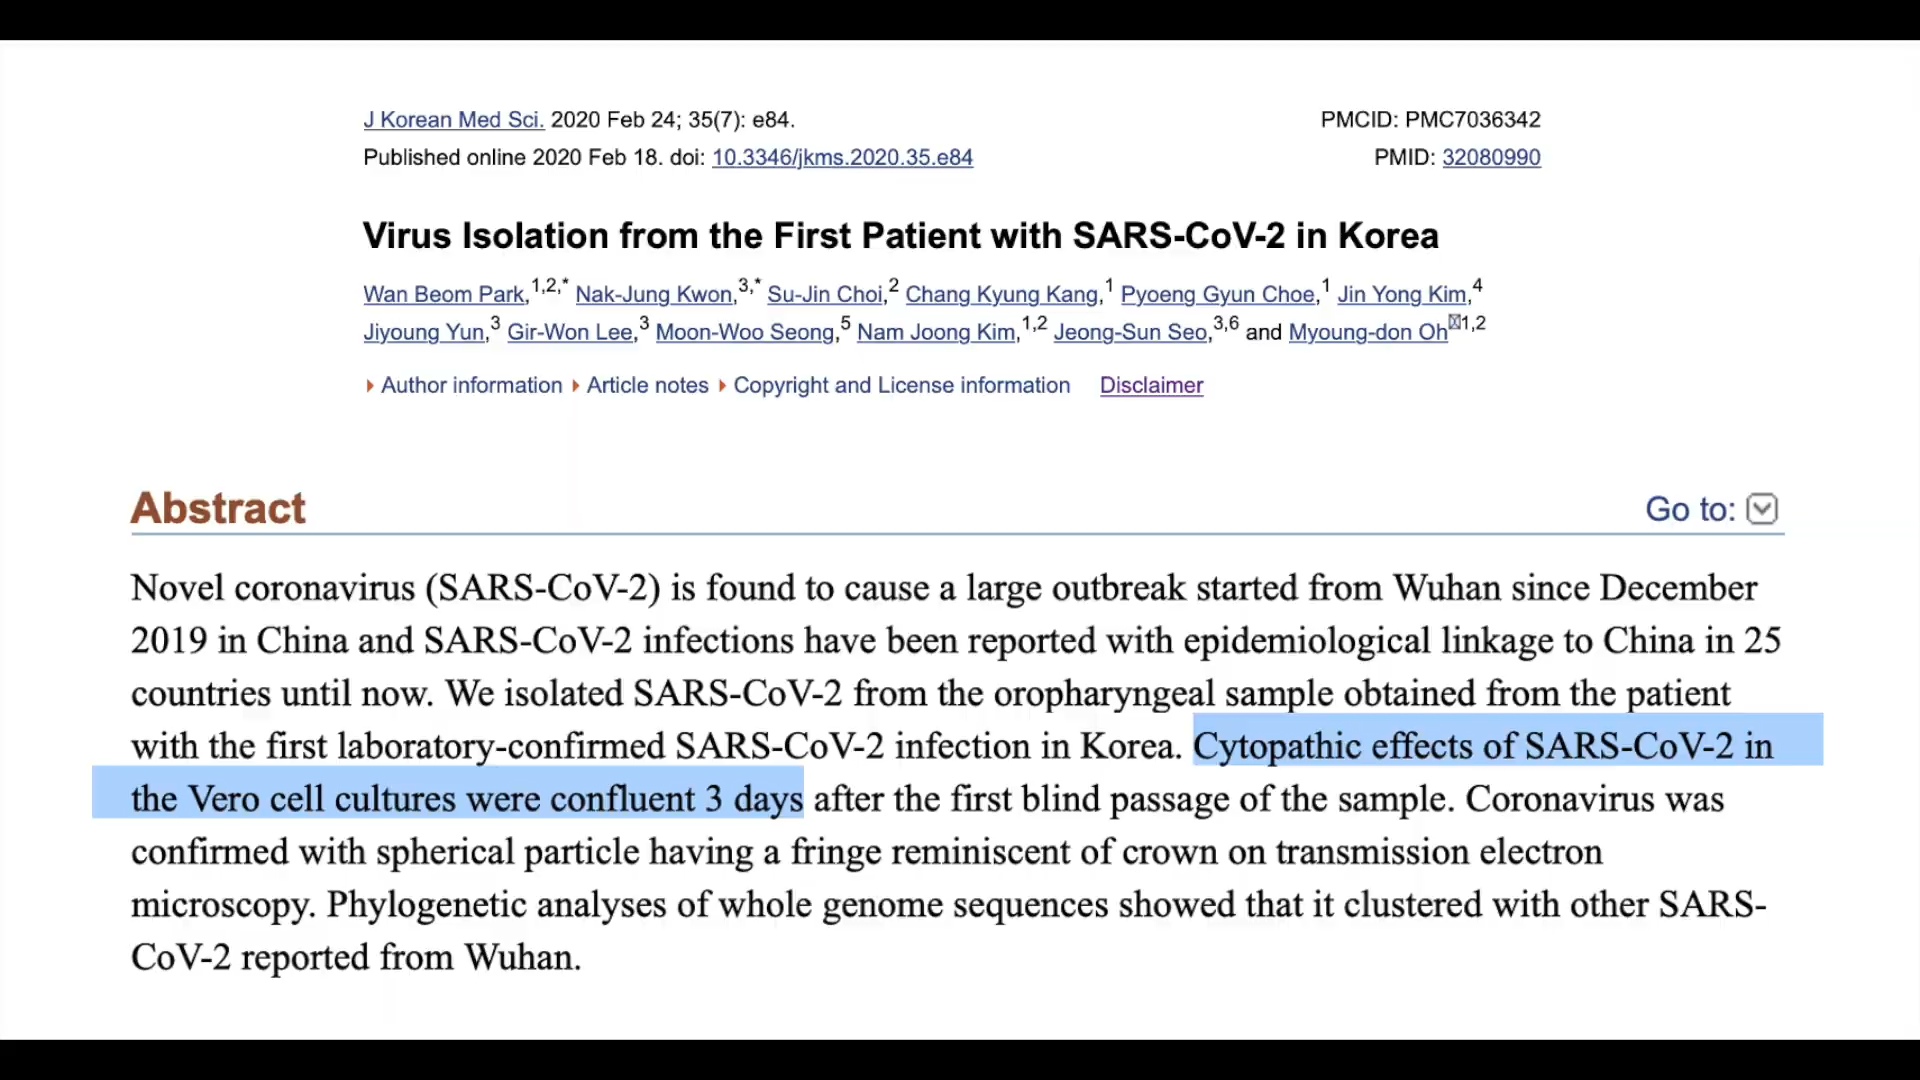 J Korean Med Sci. 2020 Feb 24; 35(7): e84.
PMCID: PMC7036342
Published online 2020 Feb 18. doi: 10.3346/jkms.2020.35.e84
PMID: 32080990
Virus Isolation from the First Patient with SARS-CoV-2 in Korea
Wan Beom Park,1,2,* Nak-Jung Kwon,3,* Su-Jin Choi,2 Chang Kyung Kang,1 Pyoeng Gyun Choe,1 Jin Yong Kim,4
Jiyoung Yun,3 Gir-Won Lee,3 Moon-Woo Seong,5 Nam Joong Kim,1,2 Jeong-Sun Seo,3,6 and Myoung-don Oh1,2
Author information Article notes Copyright and License information Disclaimer
Abstract
Go to:
Novel coronavirus (SARS-CoV-2) is found to cause a large outbreak started from Wuhan since December
2019 in China and SARS-CoV-2 infections have been reported with epidemiological linkage to China in 25
countries until now. We isolated SARS-CoV-2 from the oropharyngeal sample obtained from the patient
with the first laboratory-confirmed SARS-CoV-2 infection in Korea. Cytopathic effects of SARS-CoV-2 in
the Vero cell cultures were confluent 3 days after the first blind passage of the sample. Coronavirus was
confirmed with spherical particle having a fringe reminiscent of crown on transmission electron
microscopy. Phylogenetic analyses of whole genome sequences showed that it clustered with other SARS-
CoV-2 reported from Wuhan.